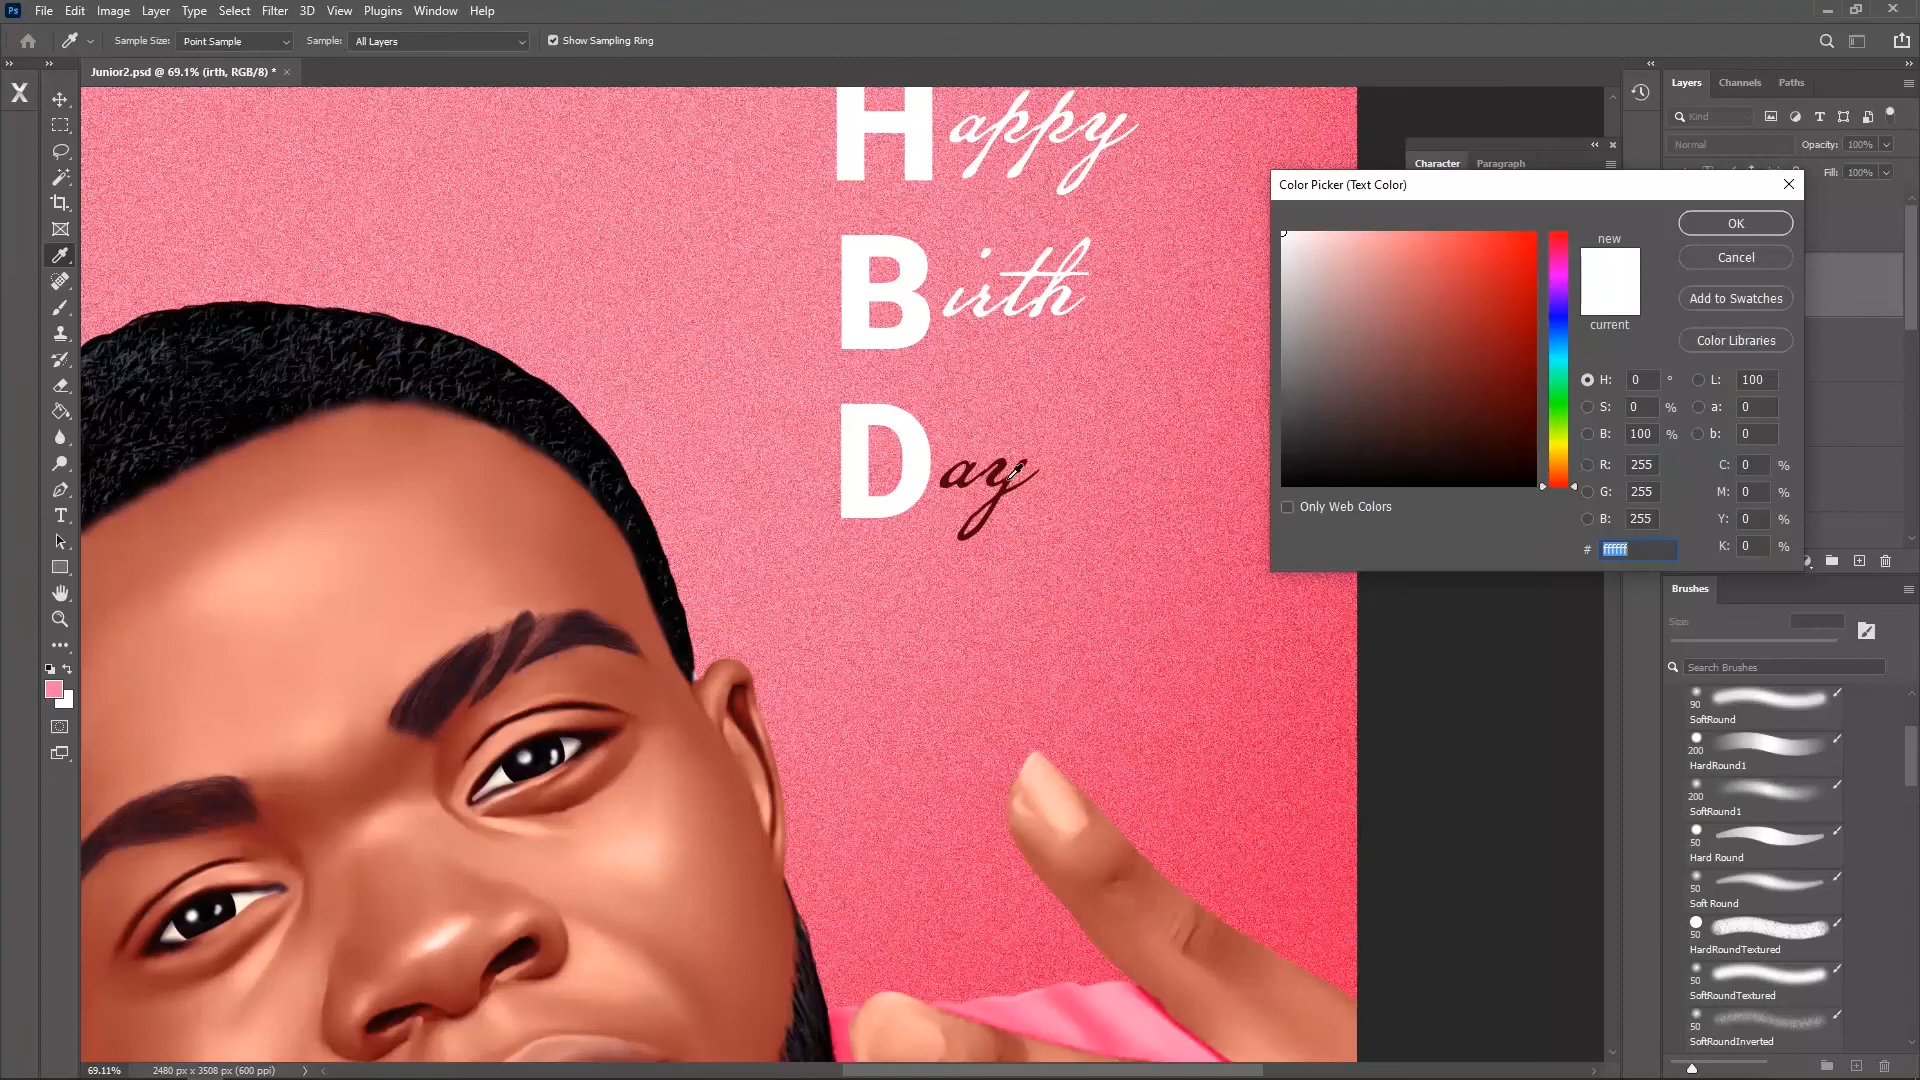 Ps File Edit Image Layer Type Select Filter 3D View Plugins Window Help
Sample Size: Point Sample Sample: All Layers Show Sampling Ring
Junior2.psd @ 69.1% (irth, RGB/8) * ×
Layers Channels Paths
Kind
Normal Opacity: 100%
Fill: 100%
Character Paragraph
Happy
Birth
Day
Color Picker (Text Color)
new
current
OK
Cancel
Add to Swatches
Color Libraries
H: 0 ° L: 100
S: 0 % a: 0
B: 100 % b: 0
R: 255 C: 0 %
G: 255 M: 0 %
B: 255 Y: 0 %
# ffffff K: 0 %
Only Web Colors
Brushes
Size:
Search Brushes
90
SoftRound
200
HardRound1
200
SoftRound1
50
Hard Round
50
Soft Round
50
HardRoundTextured
50
SoftRoundTextured
50
SoftRoundInverted
69.11% 2480 px x 3508 px (600 ppi)